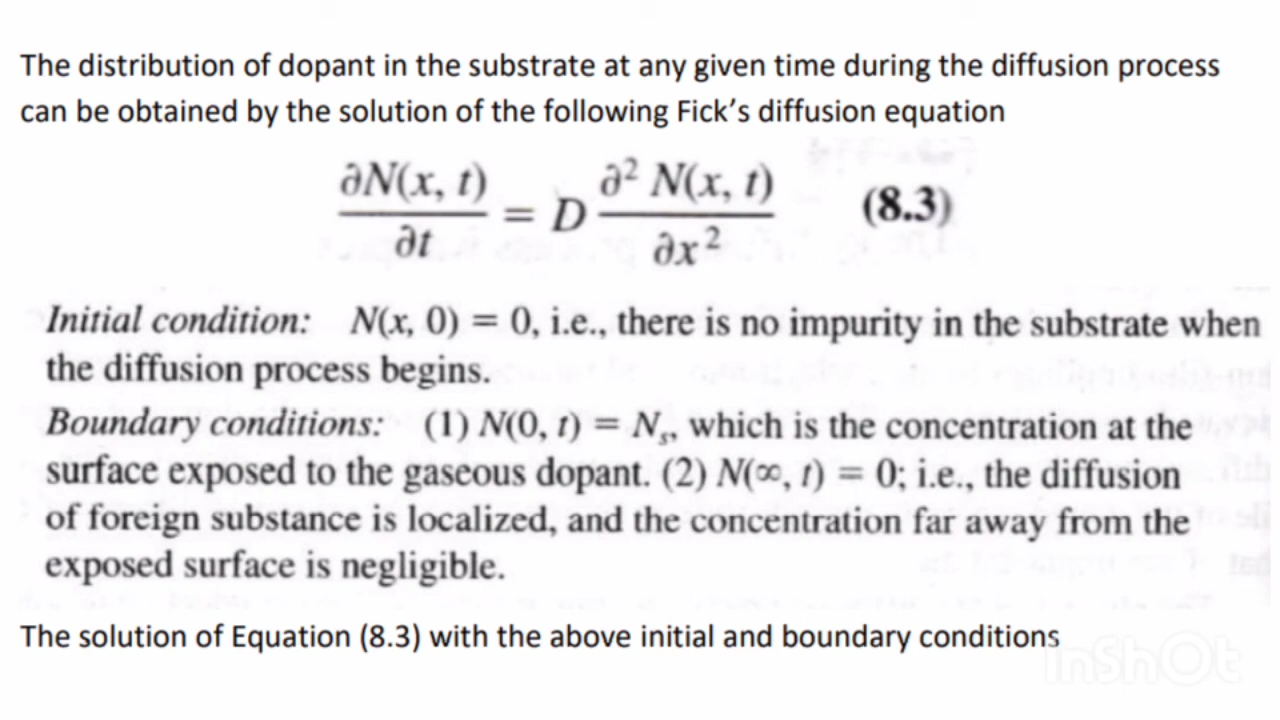 The distribution of dopant in the substrate at any given time during the diffusion process
can be obtained by the solution of the following Fick's diffusion equation
∂N(x, t)/∂t = D ∂² N(x, t)/∂x² (8.3)
Initial condition: N(x, 0) = 0, i.e., there is no impurity in the substrate when
the diffusion process begins.
Boundary conditions: (1) N(0, t) = Nₛ, which is the concentration at the
surface exposed to the gaseous dopant. (2) N(∞, t) = 0; i.e., the diffusion
of foreign substance is localized, and the concentration far away from the
exposed surface is negligible.
The solution of Equation (8.3) with the above initial and boundary conditions
InShOt